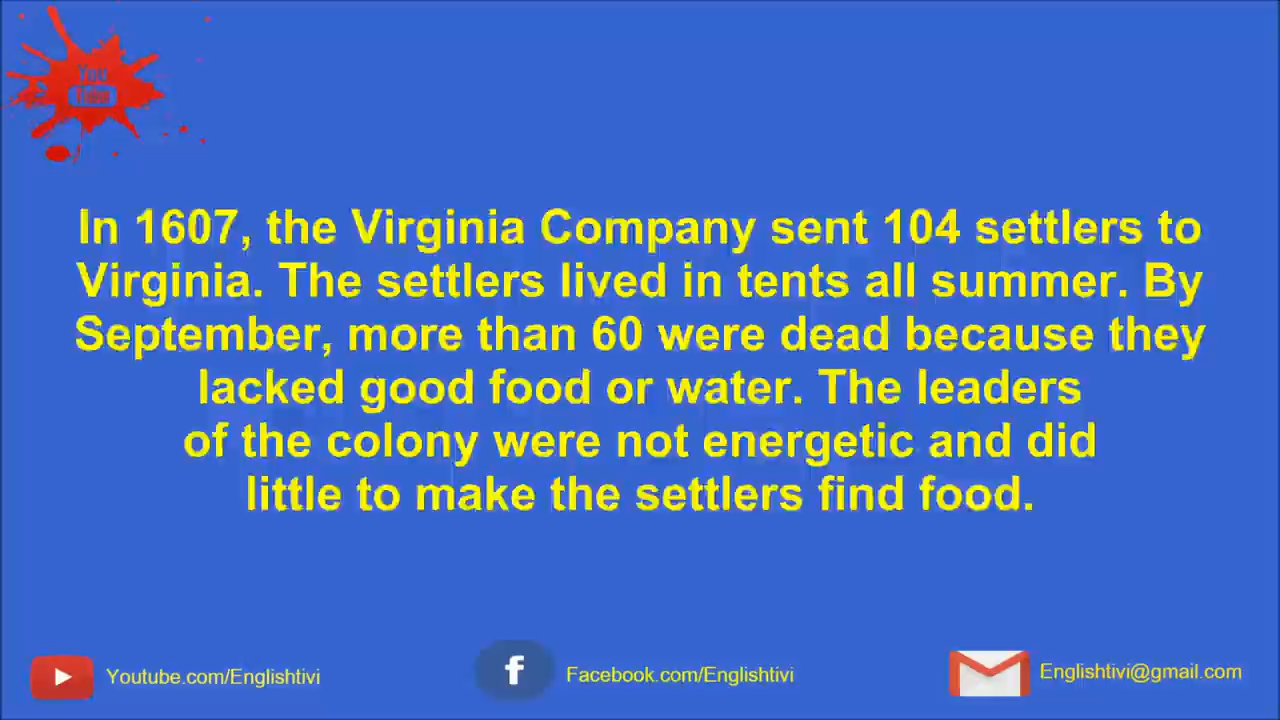 You
Tube
In 1607, the Virginia Company sent 104 settlers to
Virginia. The settlers lived in tents all summer. By
September, more than 60 were dead because they
lacked good food or water. The leaders
of the colony were not energetic and did
little to make the settlers find food.
Youtube.com/Englishtivi
f
Facebook.com/Englishtivi
Englishtivi@gmail.com